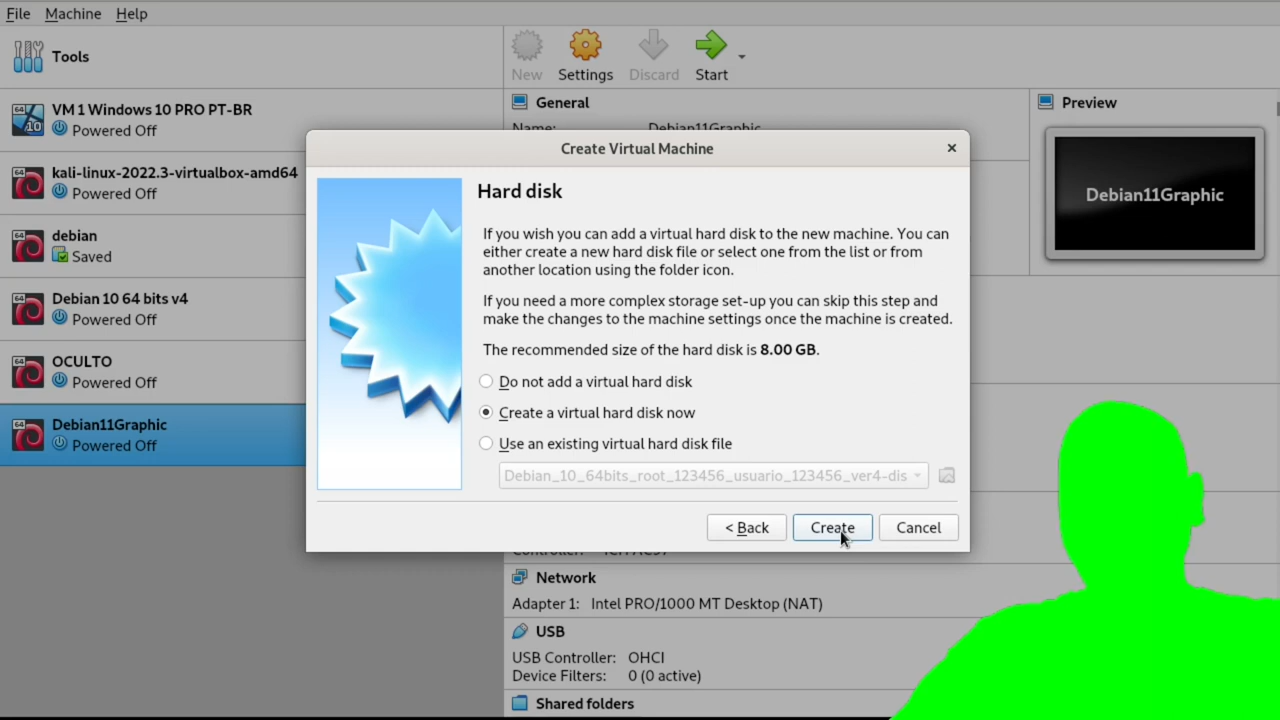 File Machine Help
Tools
New Settings Discard Start
VM 1 Windows 10 PRO PT-BR
Powered Off
kali-linux-2022.3-virtualbox-amd64
Powered Off
debian
Saved
Debian 10 64 bits v4
Powered Off
OCULTO
Powered Off
Debian11Graphic
Powered Off
General
Name: Debian11Graphic
Preview
Debian11Graphic
Create Virtual Machine
Hard disk
If you wish you can add a virtual hard disk to the new machine. You can
either create a new hard disk file or select one from the list or from
another location using the folder icon.
If you need a more complex storage set-up you can skip this step and
make the changes to the machine settings once the machine is created.
The recommended size of the hard disk is 8.00 GB.
Do not add a virtual hard disk
Create a virtual hard disk now
Use an existing virtual hard disk file
Debian_10_64bits_root_123456_usuario_123456_ver4-dis
< Back Create Cancel
Controller: ICH AC97
Network
Adapter 1: Intel PRO/1000 MT Desktop (NAT)
USB
USB Controller: OHCI
Device Filters: 0 (0 active)
Shared folders